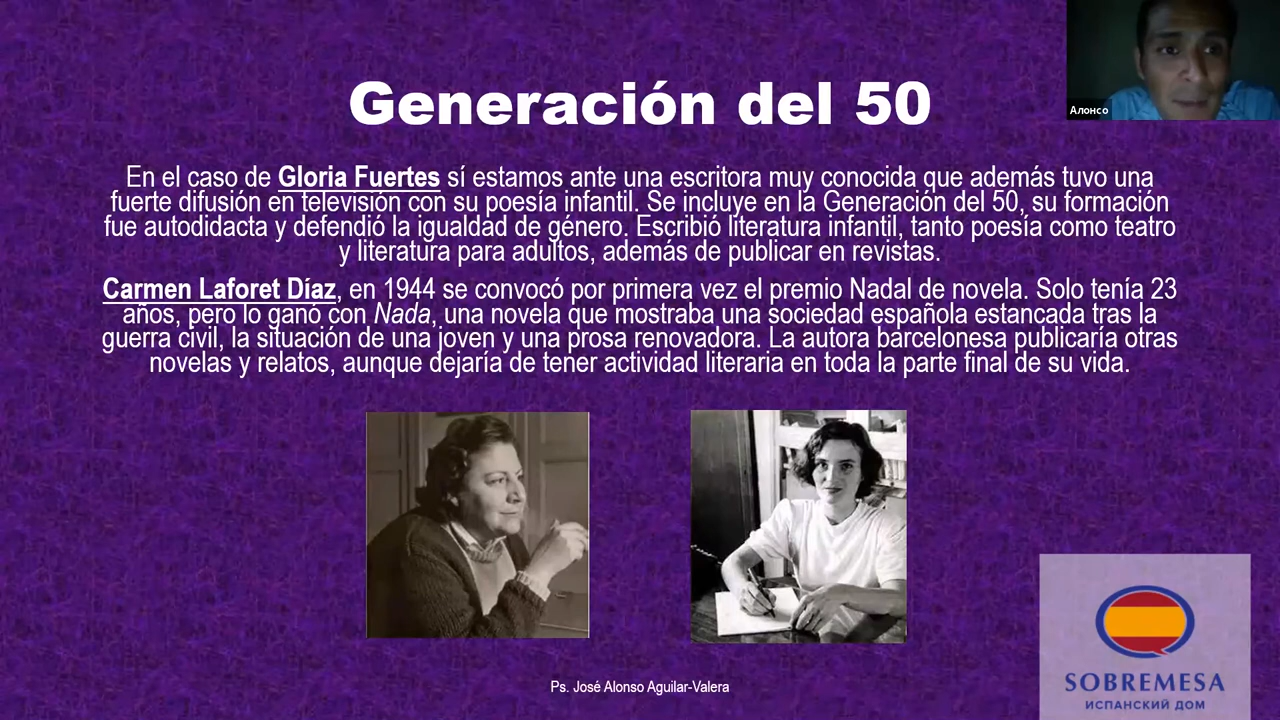 Generación del 50
Алонсо
En el caso de Gloria Fuertes sí estamos ante una escritora muy conocida que además tuvo una
fuerte difusión en televisión con su poesía infantil. Se incluye en la Generación del 50, su formación
fue autodidacta y defendió la igualdad de género. Escribió literatura infantil, tanto poesía como teatro
y literatura para adultos, además de publicar en revistas.
Carmen Laforet Díaz, en 1944 se convocó por primera vez el premio Nadal de novela. Solo tenía 23
años, pero lo ganó con Nada, una novela que mostraba una sociedad española estancada tras la
guerra civil, la situación de una joven y una prosa renovadora. La autora barcelonesa publicaría otras
novelas y relatos, aunque dejaría de tener actividad literaria en toda la parte final de su vida.
Ps. José Alonso Aguilar-Valera
SOBREMESA
ИСПАНСКИЙ ДОМ